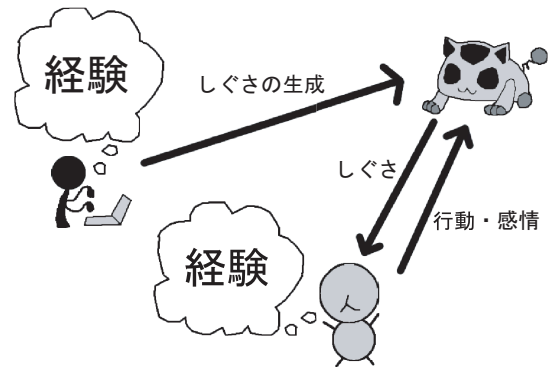 経験
しぐさの生成
しぐさ
行動・感情
経験